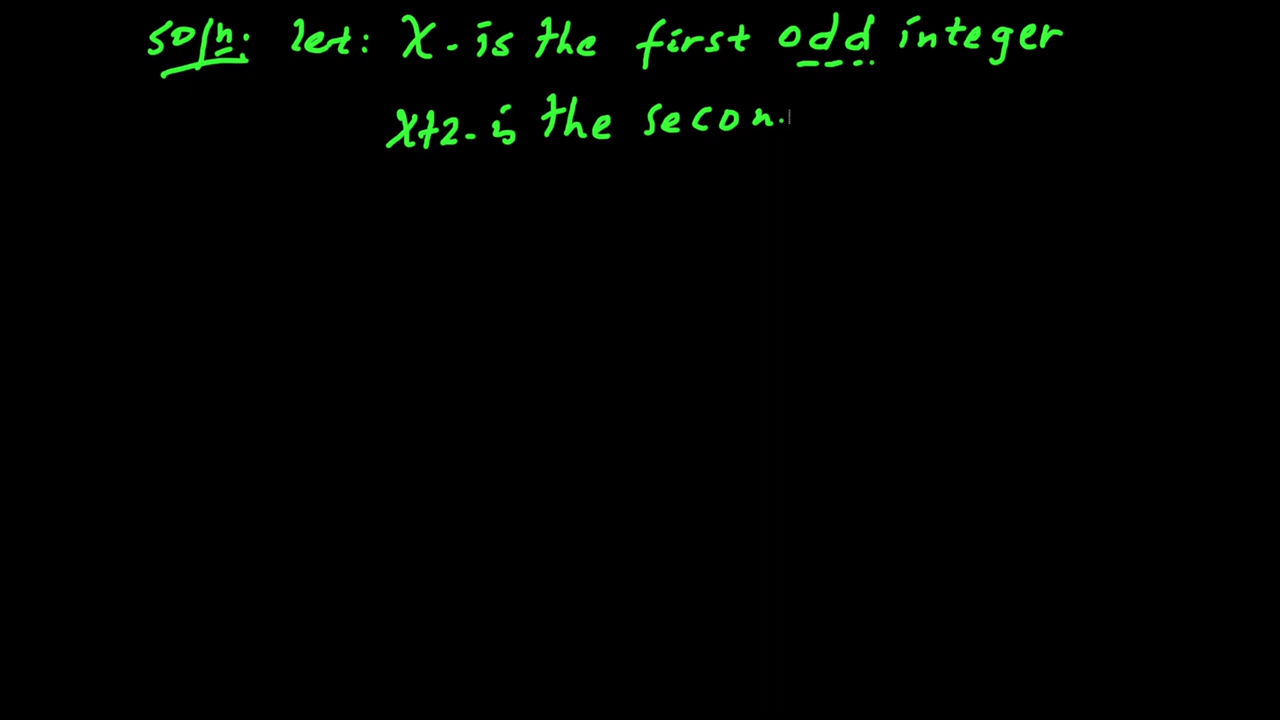 soln: let: X - is the first odd integer
x+2 - is the secon